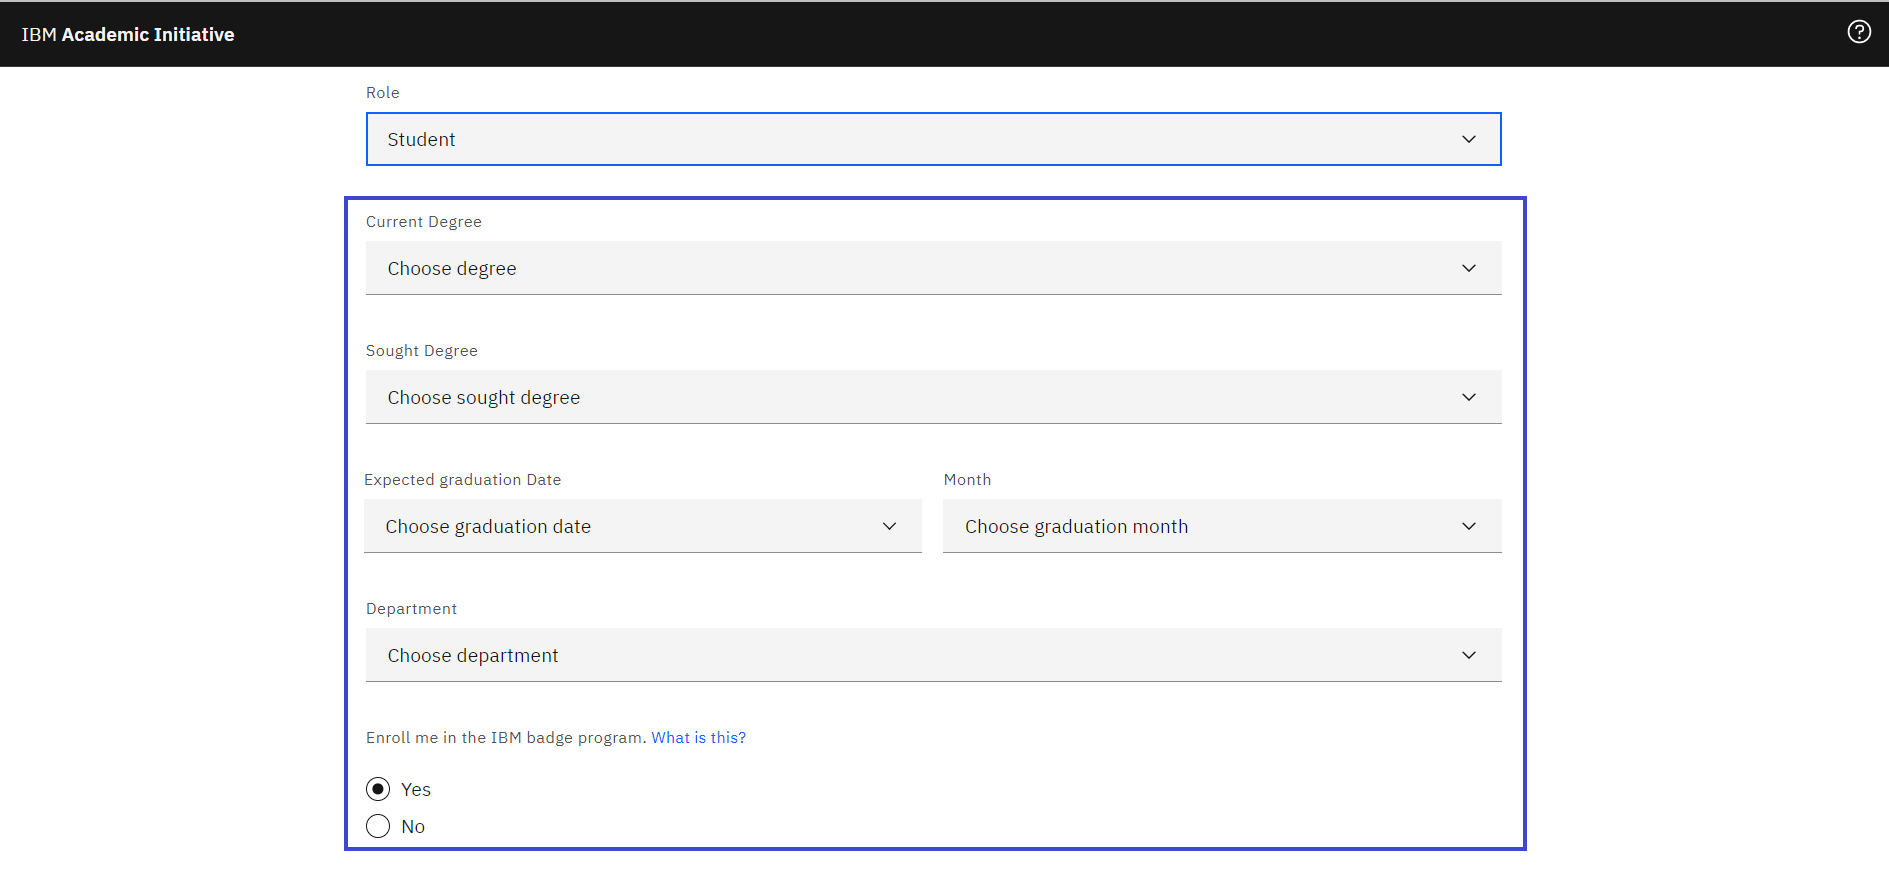 IBM Academic Initiative
Role
Student
Current Degree
Choose degree
Sought Degree
Choose sought degree
Expected graduation Date
Month
Choose graduation date
Choose graduation month
Department
Choose department
Enroll me in the IBM badge program. What is this?
Yes
No